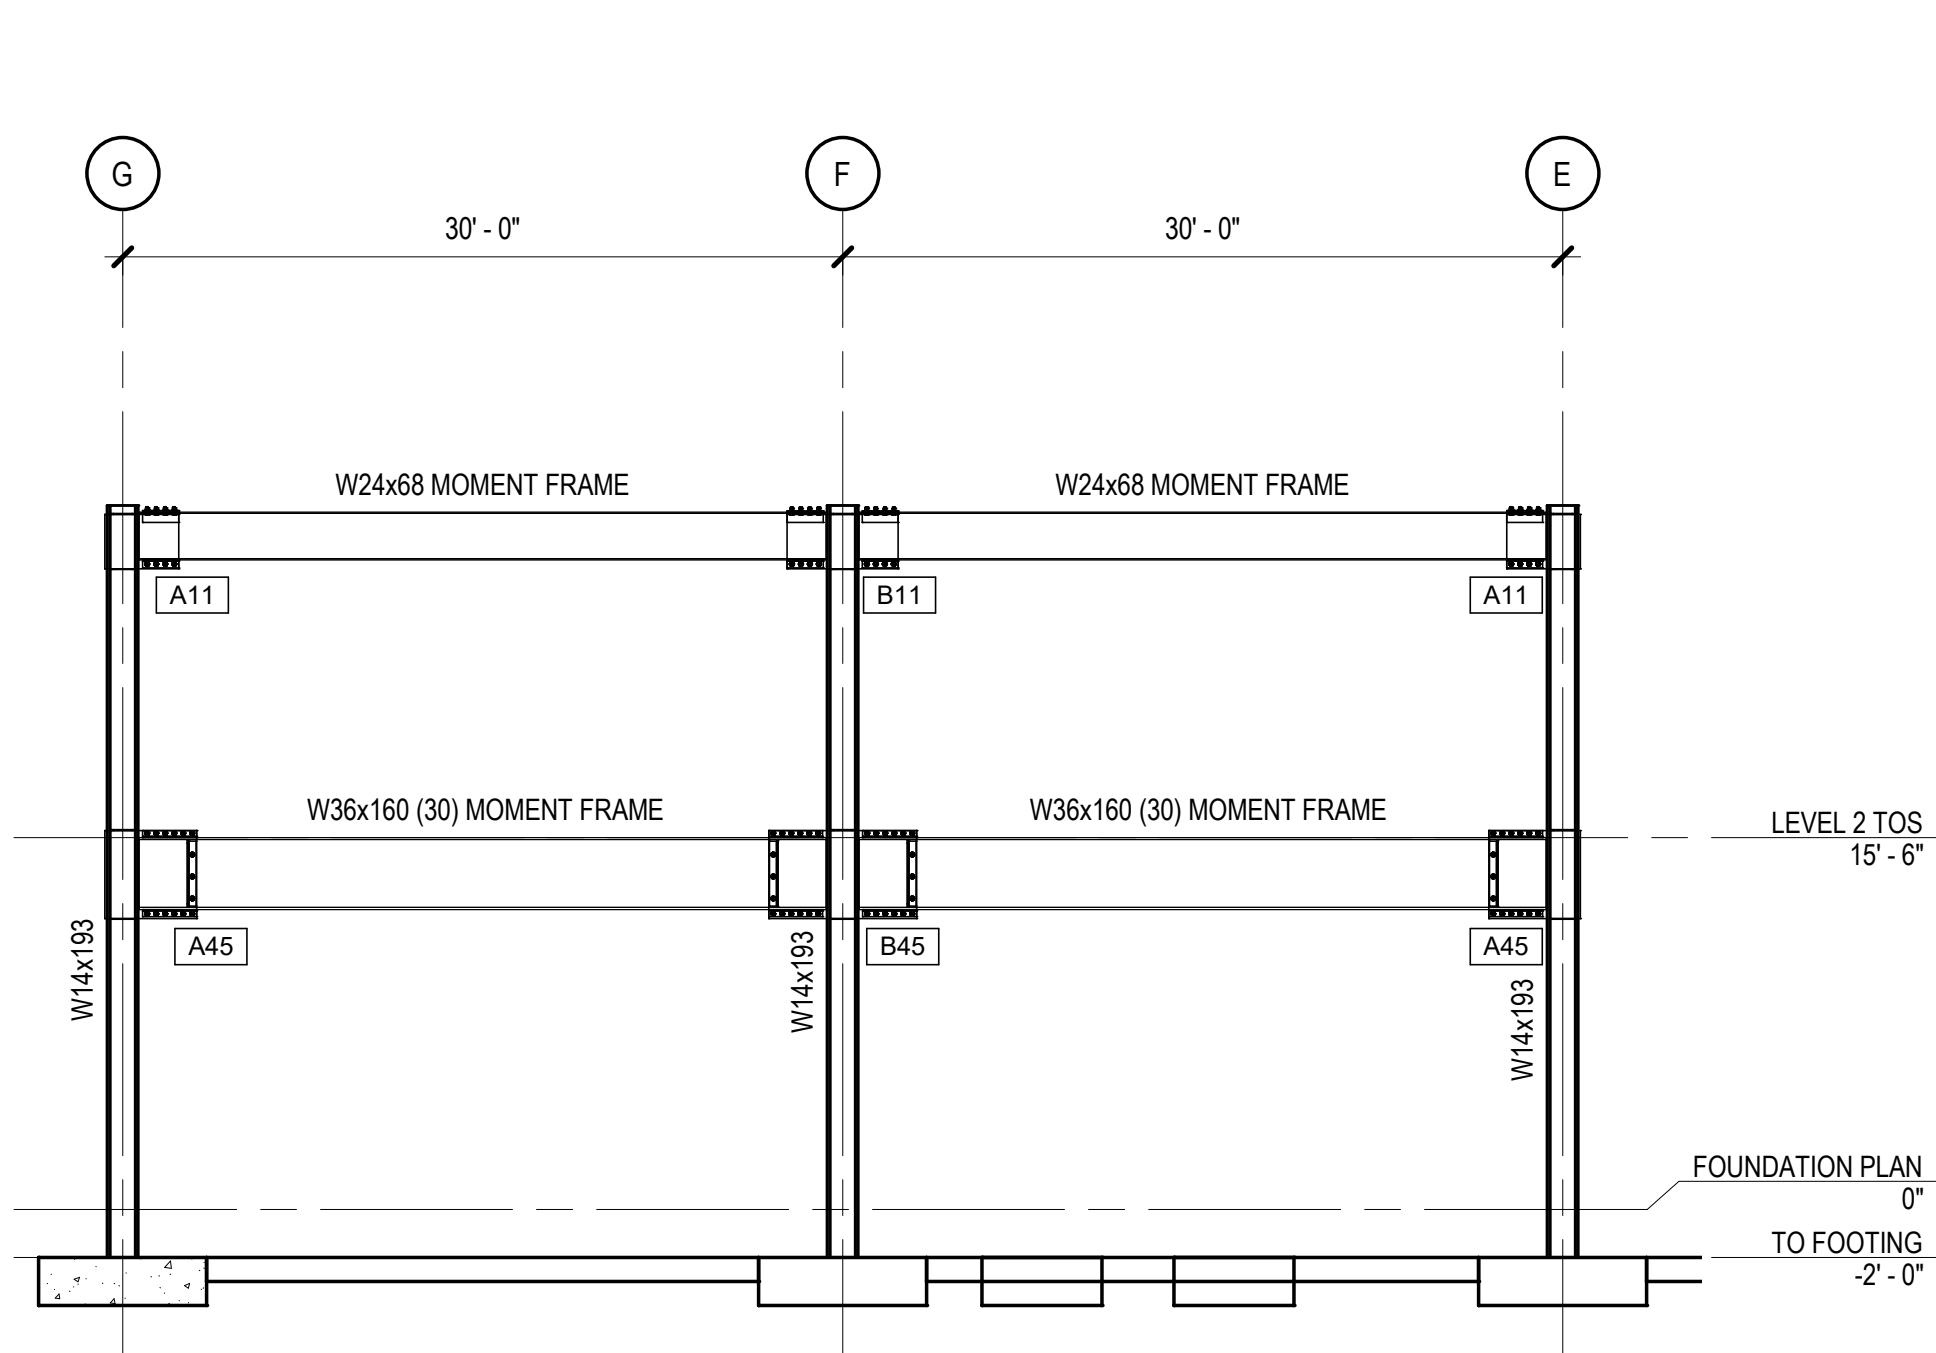 G
F
E
30' - 0"
30' - 0"
W24x68 MOMENT FRAME
W24x68 MOMENT FRAME
A11
B11
A11
W36x160 (30) MOMENT FRAME
W36x160 (30) MOMENT FRAME
LEVEL 2 TOS
15' - 6"
A45
B45
A45
W14x193
W14x193
W14x193
FOUNDATION PLAN
0"
TO FOOTING
-2' - 0"